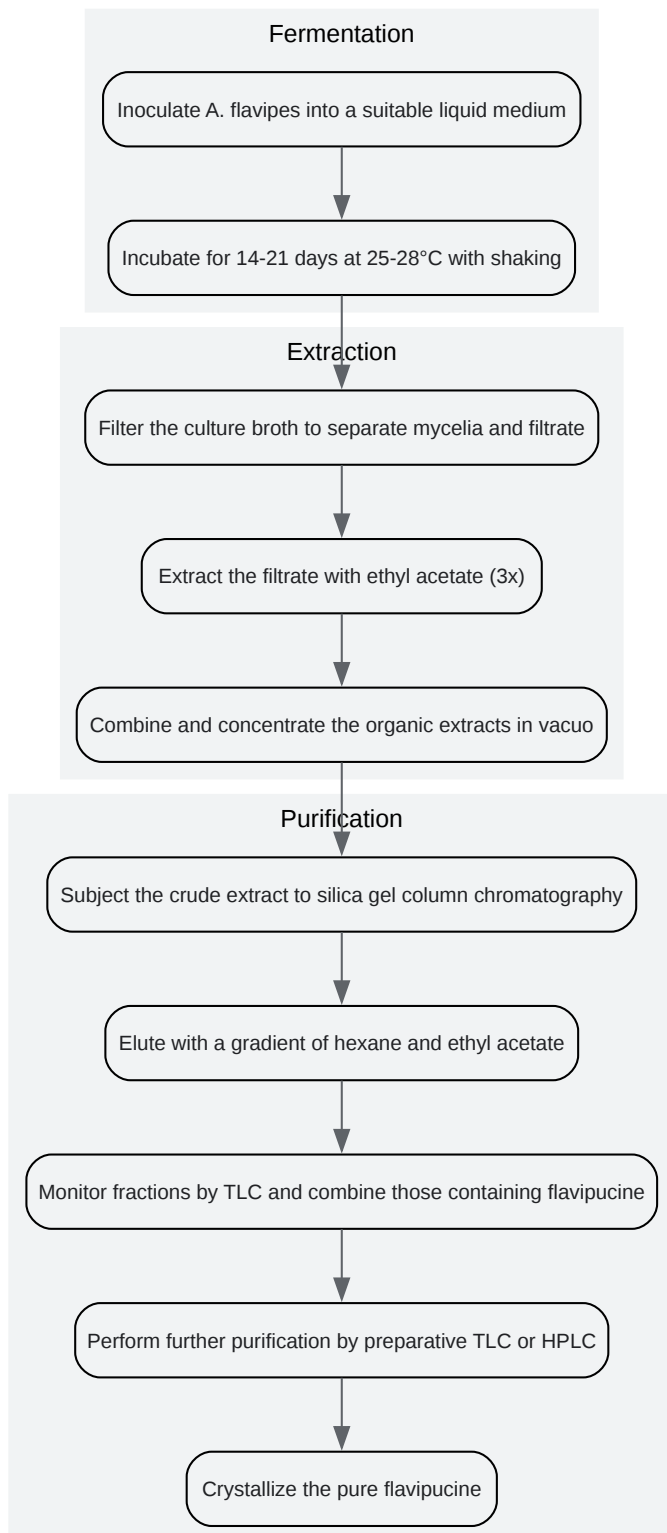 Fermentation
Inoculate A. flavipes into a suitable liquid medium
Incubate for 14-21 days at 25-28°C with shaking
Extraction
Filter the culture broth to separate mycelia and filtrate
Extract the filtrate with ethyl acetate (3x)
Combine and concentrate the organic extracts in vacuo
Purification
Subject the crude extract to silica gel column chromatography
Elute with a gradient of hexane and ethyl acetate
Monitor fractions by TLC and combine those containing flavipucine
Perform further purification by preparative TLC or HPLC
Crystallize the pure flavipucine